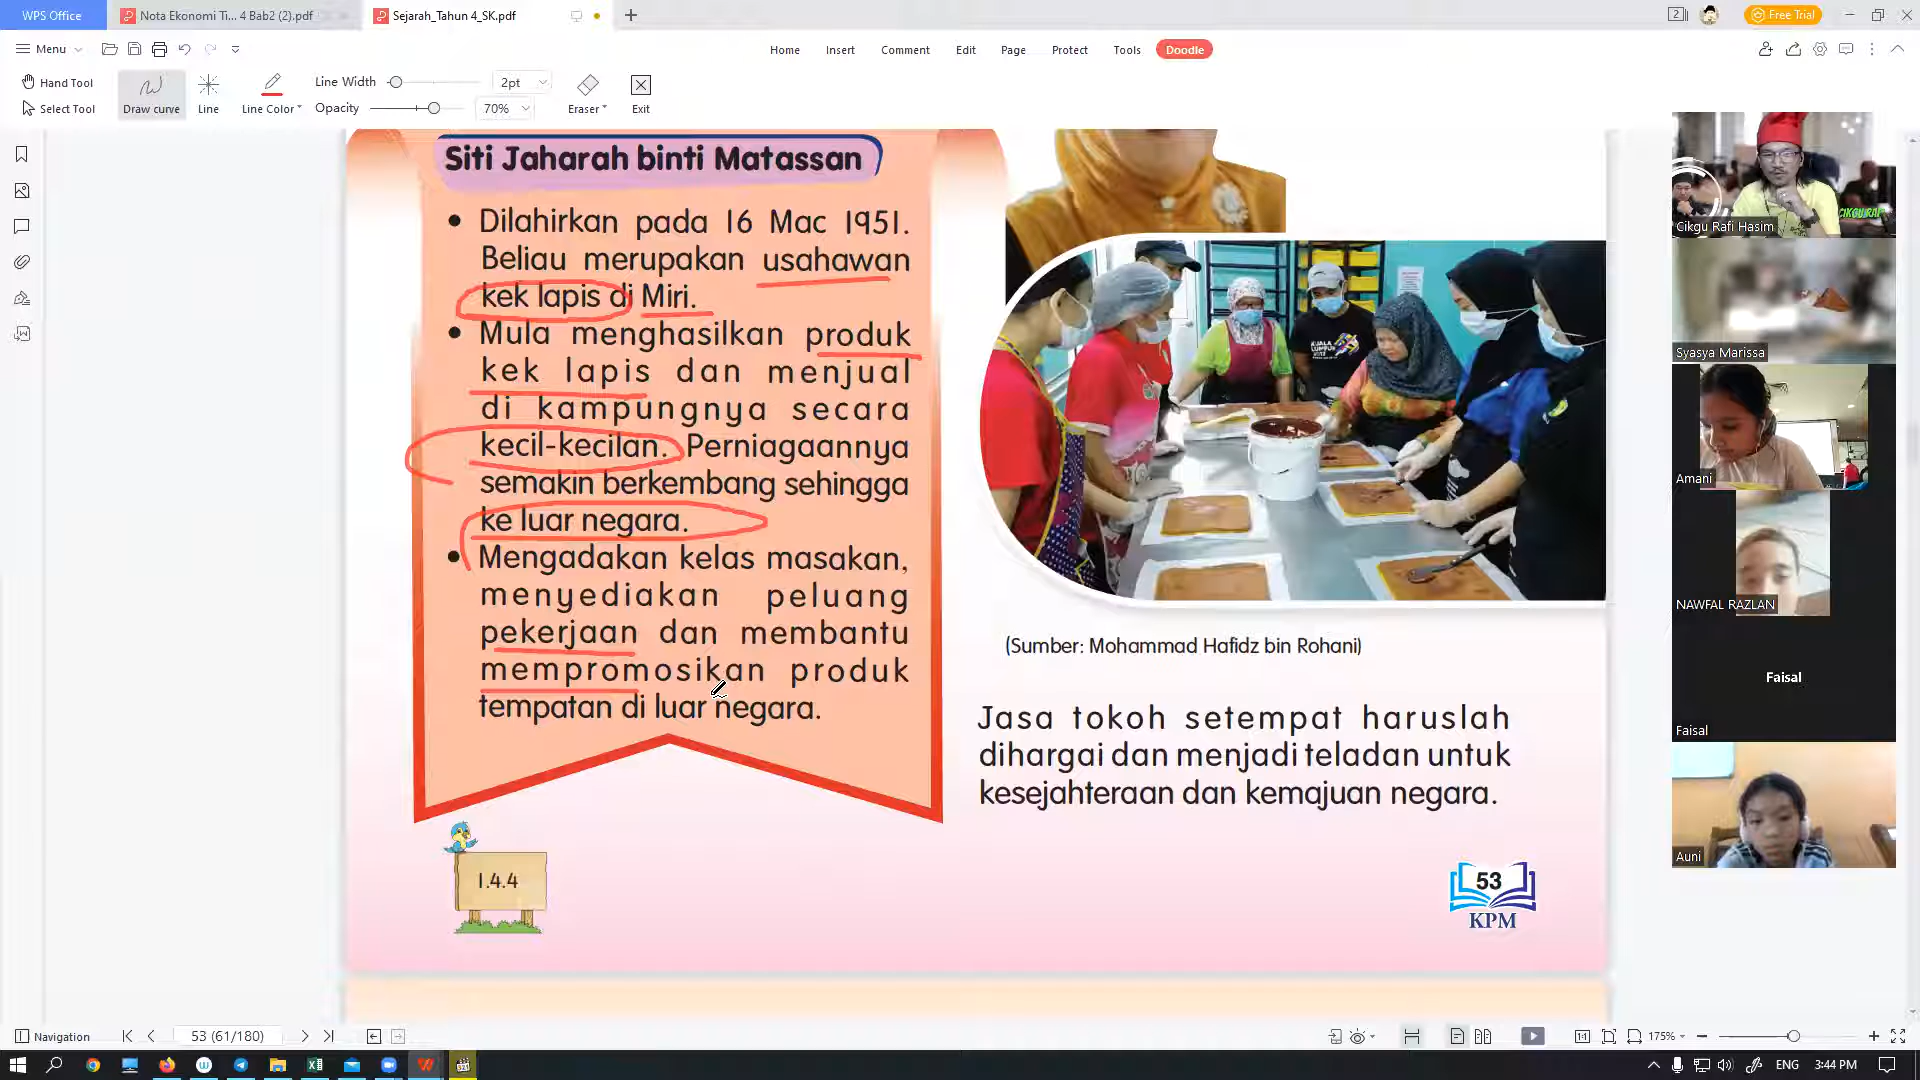 WPS Office
Nota Ekonomi Ti... 4 Bab2 (2).pdf
Sejarah_Tahun 4_SK.pdf
2
Free Trial
Menu
Home
Insert
Comment
Edit
Page
Protect
Tools
Doodle
Hand Tool
Select Tool
Draw curve
Line
Line Color
Line Width
2pt
Opacity
70%
Eraser
Exit
Siti Jaharah binti Matassan
Dilahirkan pada 16 Mac 1951.
Beliau merupakan usahawan
kek lapis di Miri.
Mula menghasilkan produk
kek lapis dan menjual
di kampungnya secara
kecil-kecilan. Perniagaannya
semakin berkembang sehingga
ke luar negara.
Mengadakan kelas masakan,
menyediakan peluang
pekerjaan dan membantu
mempromosikan produk
tempatan di luar negara.
1.4.4
KUALA
LUMPUR
(Sumber: Mohammad Hafidz bin Rohani)
Jasa tokoh setempat haruslah
dihargai dan menjadi teladan untuk
kesejahteraan dan kemajuan negara.
53
KPM
CIKGU RAFI
Cikgu Rafi Hasim
Syasya Marissa
Amani
NAWFAL RAZLAN
Faisal
Faisal
Auni
Navigation
53 (61/180)
175%
ENG
3:44 PM